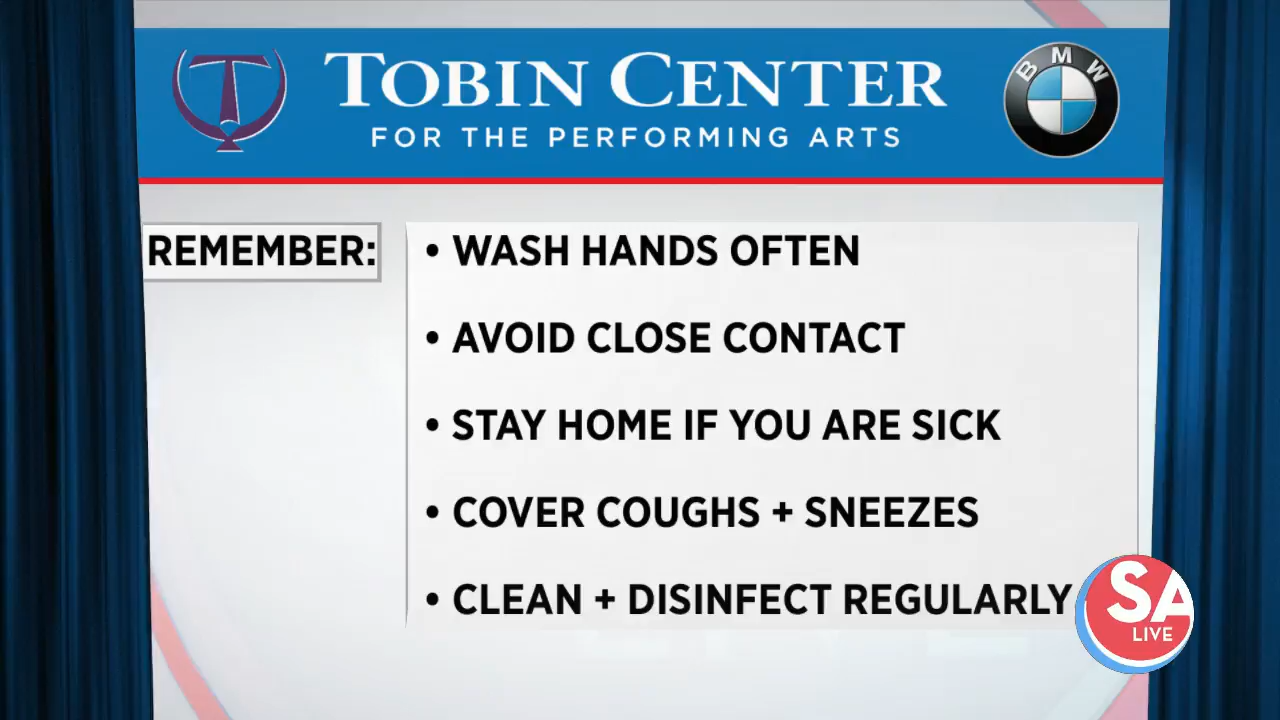 TOBIN CENTER
FOR THE PERFORMING ARTS
BMW
REMEMBER:
• WASH HANDS OFTEN
• AVOID CLOSE CONTACT
• STAY HOME IF YOU ARE SICK
• COVER COUGHS + SNEEZES
• CLEAN + DISINFECT REGULARLY
SA
LIVE